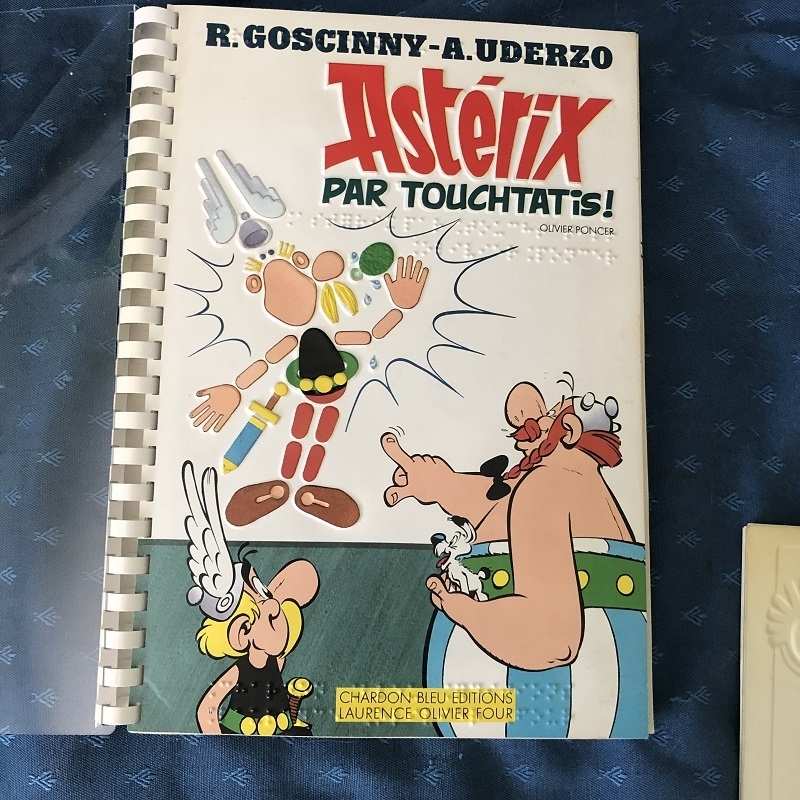 R.GOSCINNY-A.UDERZO
Astérix
PAR TOUCHTATiS!
OLIVIER PONCER
CHARDON BLEU EDITIONS
LAURENCE OLIVIER FOUR